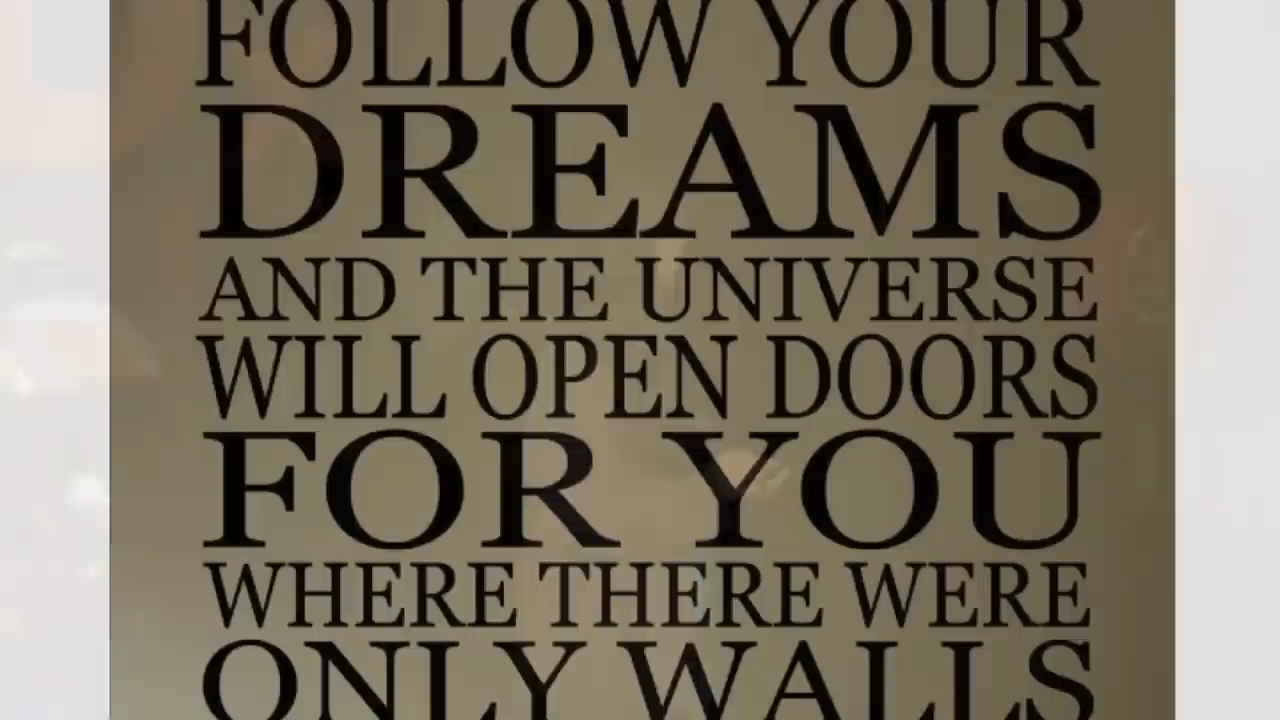 FOLLOW YOUR
DREAMS
AND THE UNIVERSE
WILL OPEN DOORS
FOR YOU
WHERE THERE WERE
ONLY WALLS